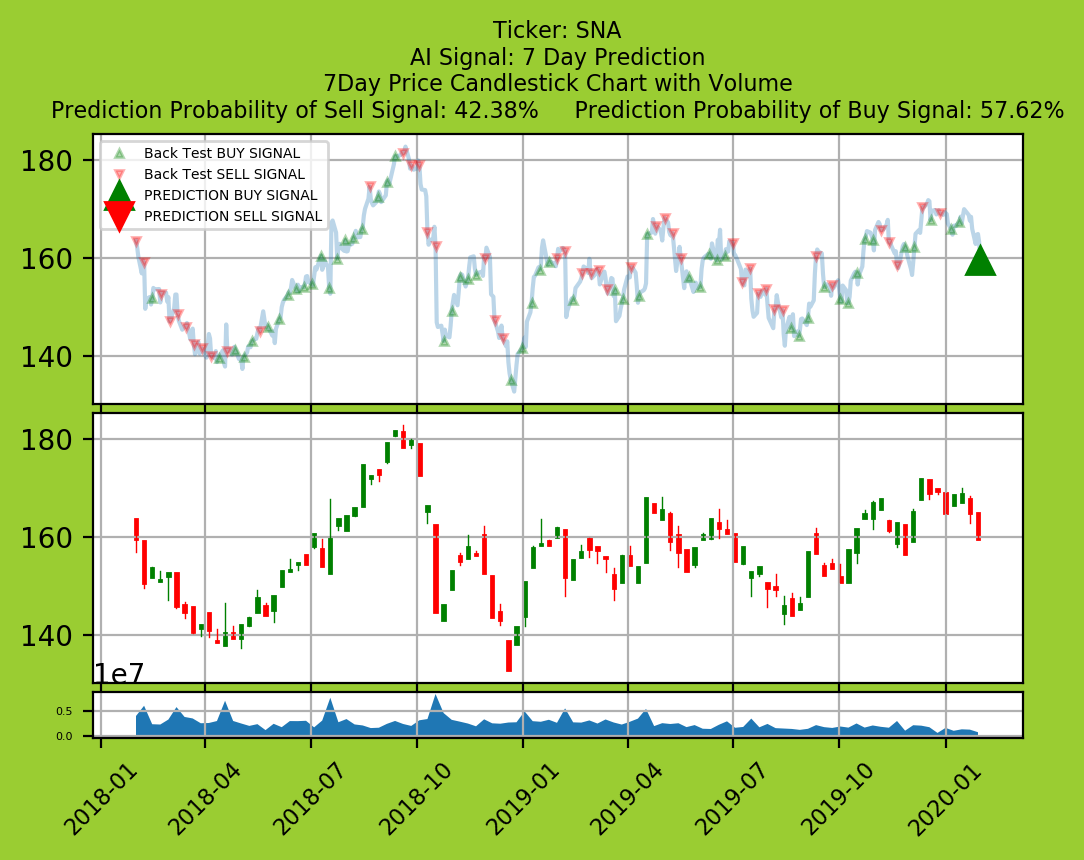 Ticker: SNA
AI Signal: 7 Day Prediction
7Day Price Candlestick Chart with Volume
Prediction Probability of Sell Signal: 42.38% Prediction Probability of Buy Signal: 57.62%
180
160
140
Back Test BUY SIGNAL
Back Test SELL SIGNAL
PREDICTION BUY SIGNAL
PREDICTION SELL SIGNAL
180
160
140
1e7
0.5
0.0
2018-01
2018-04
2018-07
2018-10
2019-01
2019-04
2019-07
2019-10
2020-01